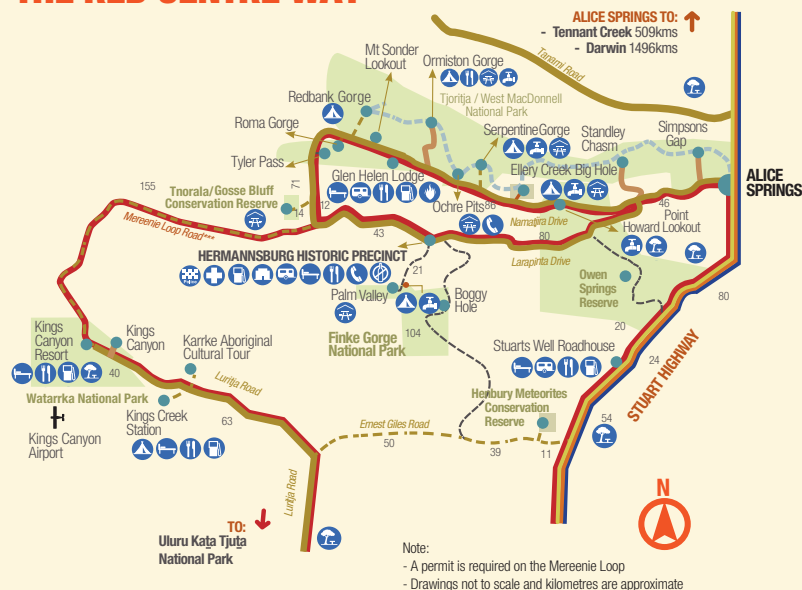 THE RED CENTRE WAY
ALICE SPRINGS TO:
- Tennant Creek 509kms
- Darwin 1496kms
Tanami Road
Mt Sonder
Lookout
Ormiston Gorge
Tjoritja / West MacDonnell
National Park
Redbank Gorge
Roma Gorge
Serpentine Gorge
Standley
Chasm
Simpsons
Gap
Tyler Pass
Glen Helen Lodge
Ellery Creek Big Hole
ALICE
SPRINGS
155
71
Tnorala/Gosse Bluff
Conservation Reserve
14
12
Mereenie Loop Road***
43
Ochre Pits
86
Namatjira Drive
80
46
Point
Howard Lookout
Larapinta Drive
HERMANNSBURG HISTORIC PRECINCT
21
Palm Valley
Boggy
Hole
Owen
Springs
Reserve
80
Finke Gorge
National Park
104
20
24
STUART HIGHWAY
Kings
Canyon
Resort
Kings
Canyon
40
Karrke Aboriginal
Cultural Tour
Luritja Road
Stuarts Well Roadhouse
Watarrka National Park
Kings Canyon
Airport
Kings Creek
Station
63
Henbury Meteorites
Conservation
Reserve
54
Ernest Giles Road
50
39
11
Luritja Road
TO:
Uluru Kata Tjuta
National Park
N
Note:
- A permit is required on the Mereenie Loop
- Drawings not to scale and kilometres are approximate